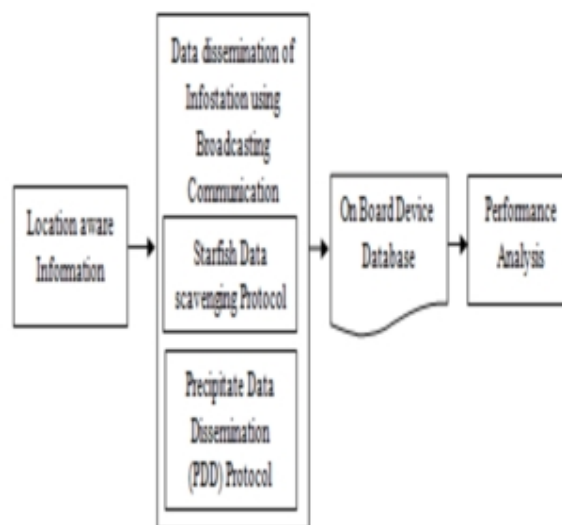 Location aware
Information
Data dissemination of
Infostation using
Broadcasting
Communication
Starfish Data
scavenging Protocol
Precipitate Data
Dissemination
(PDD) Protocol
On Board Device
Database
Performance
Analysis